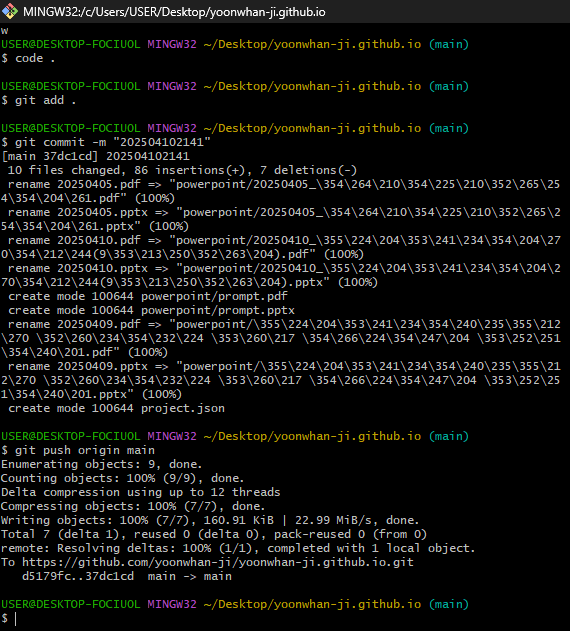 MINGW32:/c/Users/USER/Desktop/yoonwhan-ji.github.io
w
USER@DESKTOP-FOCIUOL MINGW32 ~/Desktop/yoonwhan-ji.github.io (main)
$ code .
USER@DESKTOP-FOCIUOL MINGW32 ~/Desktop/yoonwhan-ji.github.io (main)
$ git add .
USER@DESKTOP-FOCIUOL MINGW32 ~/Desktop/yoonwhan-ji.github.io (main)
$ git commit -m "202504102141"
[main 37dc1cd] 202504102141
 10 files changed, 86 insertions(+), 7 deletions(-)
 rename 20250405.pdf => "powerpoint/20250405_\354\264\210\354\225\210\352\265\254\354\204\261.pdf" (100%)
 rename 20250405.pptx => "powerpoint/20250405_\354\264\210\354\225\210\352\265\254\354\204\261.pptx" (100%)
 rename 20250410.pdf => "powerpoint/20250410_\355\224\204\353\241\234\354\204\270\354\212\244(9\353\213\250\352\263\204).pdf" (100%)
 rename 20250410.pptx => "powerpoint/20250410_\355\224\204\353\241\234\354\204\270\354\212\244(9\353\213\250\352\263\204).pptx" (100%)
 create mode 100644 powerpoint/prompt.pdf
 create mode 100644 powerpoint/prompt.pptx
 rename 20250409.pdf => "powerpoint/\355\224\204\353\241\234\354\240\235\355\212\270 \352\260\234\354\232\224 \353\260\217 \354\266\224\354\247\204 \353\252\251\354\240\201.pdf" (100%)
 rename 20250409.pptx => "powerpoint/\355\224\204\353\241\234\354\240\235\355\212\270 \352\260\234\354\232\224 \353\260\217 \354\266\224\354\247\204 \353\252\251\354\240\201.pptx" (100%)
 create mode 100644 project.json
USER@DESKTOP-FOCIUOL MINGW32 ~/Desktop/yoonwhan-ji.github.io (main)
$ git push origin main
Enumerating objects: 9, done.
Counting objects: 100% (9/9), done.
Delta compression using up to 12 threads
Compressing objects: 100% (7/7), done.
Writing objects: 100% (7/7), 160.91 KiB | 22.99 MiB/s, done.
Total 7 (delta 1), reused 0 (delta 0), pack-reused 0 (from 0)
remote: Resolving deltas: 100% (1/1), completed with 1 local object.
To https://github.com/yoonwhan-ji/yoonwhan-ji.github.io.git
   d5179fc..37dc1cd  main -> main
USER@DESKTOP-FOCIUOL MINGW32 ~/Desktop/yoonwhan-ji.github.io (main)
$